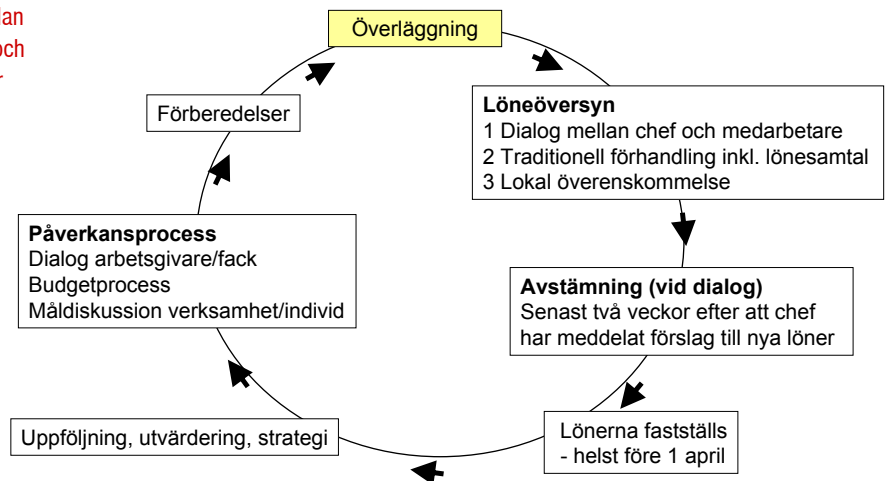 och
Överläggning
Löneöversyn
1 Dialog mellan chef och medarbetare
2 Traditionell förhandling inkl. lönesamtal
3 Lokal överenskommelse
Avstämning (vid dialog)
Senast två veckor efter att chef
har meddelat förslag till nya löner
Lönerna fastställs
- helst före 1 april
Uppföljning, utvärdering, strategi
Påverkansprocess
Dialog arbetsgivare/fack
Budgetprocess
Måldiskussion verksamhet/individ
Förberedelser